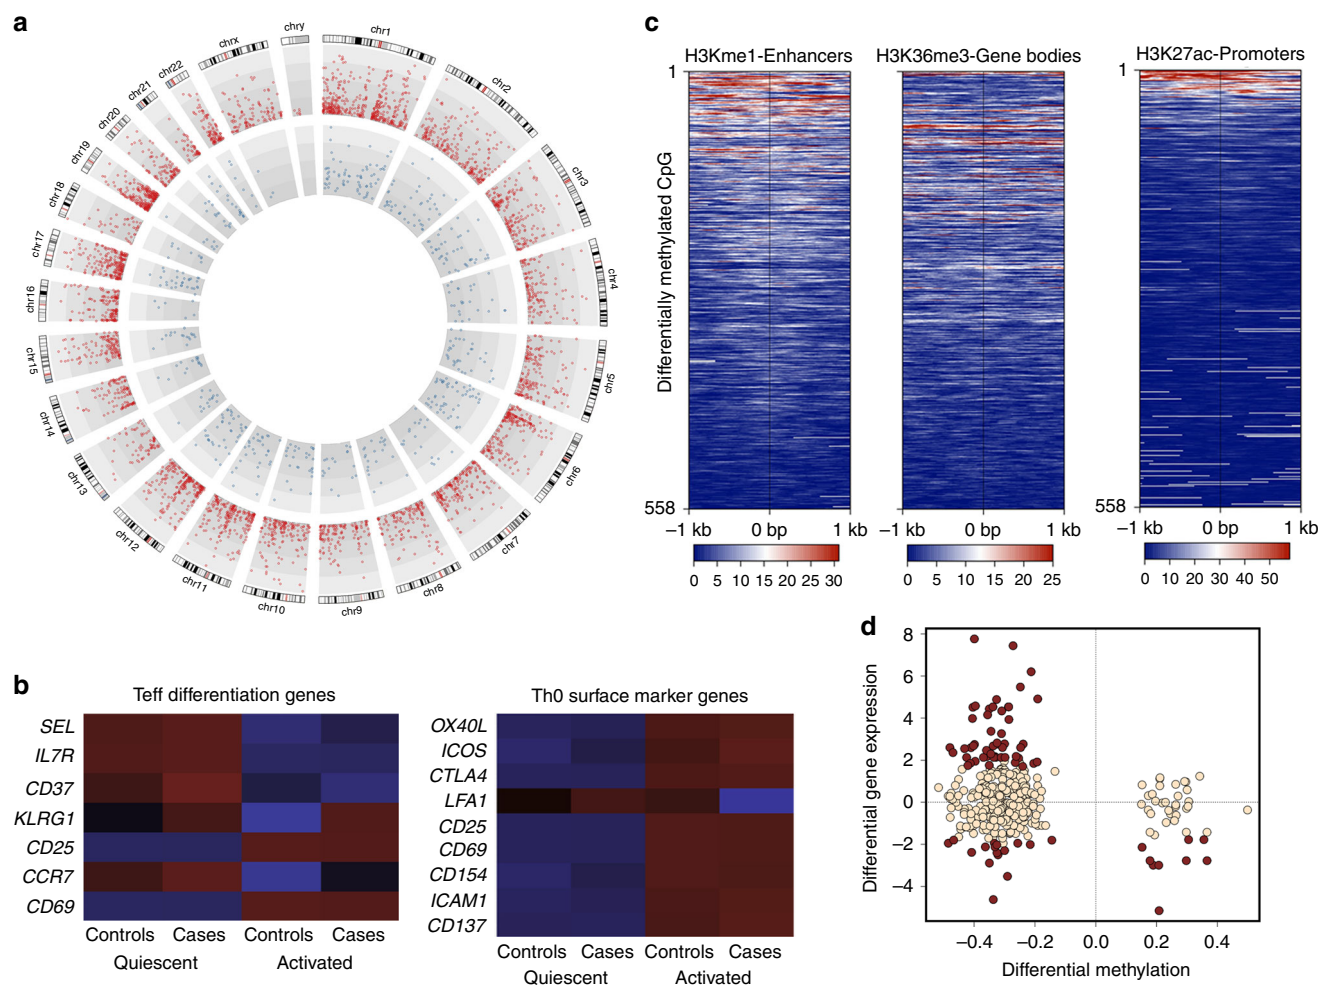 a
chr1
chr2
chr3
chr4
chr5
chr6
chr7
chr8
chr9
chr10
chr11
chr12
chr13
chr14
chr15
chr16
chr17
chr18
chr19
chr20
chr21
chr22
chrx
chry
b
Teff differentiation genes
SEL
IL7R
CD37
KLRG1
CD25
CCR7
CD69
Controls Cases Controls Cases
Quiescent Activated
Th0 surface marker genes
OX40L
ICOS
CTLA4
LFA1
CD25
CD69
CD154
ICAM1
CD137
Controls Cases Controls Cases
Quiescent Activated
c
H3Kme1-Enhancers H3K36me3-Gene bodies H3K27ac-Promoters
Differentially methylated CpG
1
558
−1 kb 0 bp 1 kb
0 5 10 15 20 25 30
−1 kb 0 bp 1 kb
0 5 10 15 20 25
1
558
−1 kb 0 bp 1 kb
0 10 20 30 40 50
d
Differential gene expression
8
6
4
2
0
−2
−4
−0.4 −0.2 0.0 0.2 0.4
Differential methylation